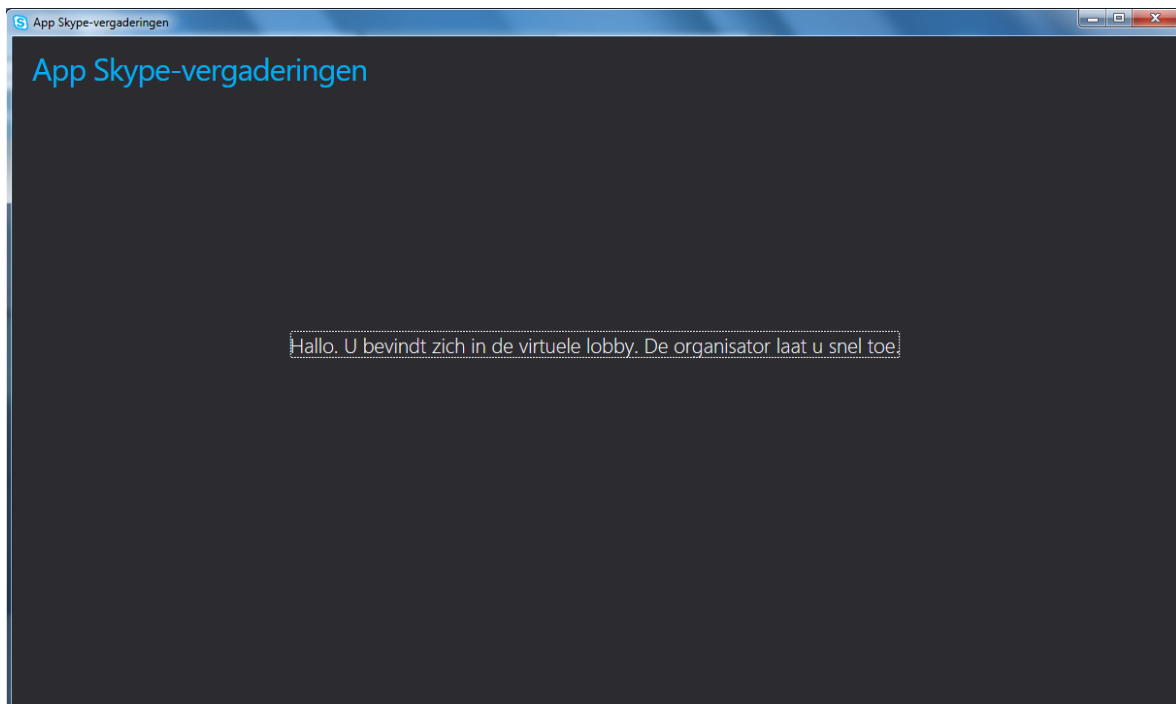 App Skype-vergaderingen
App Skype-vergaderingen
Hallo. U bevindt zich in de virtuele lobby. De organisator laat u snel toe.